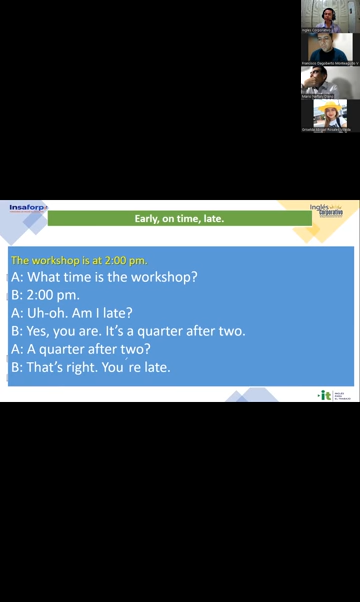 Insaforp
Inglés
corporativo
Early, on time, late.
The workshop is at 2:00 pm.
A: What time is the workshop?
B: 2:00 pm.
A: Uh-oh. Am I late?
B: Yes, you are. It's a quarter after two.
A: A quarter after two?
B: That's right. You´re late.
it